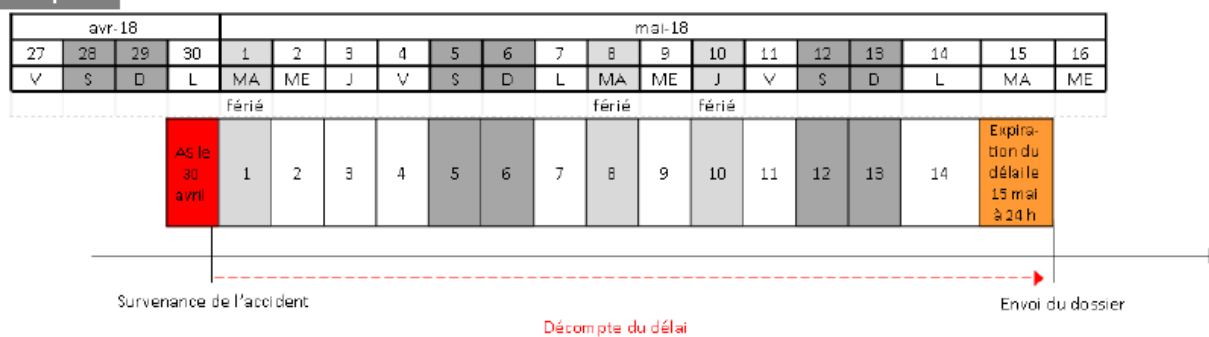 avr-18 mai-18
27 28 29 30 1 2 3 4 5 6 7 8 9 10 11 12 13 14 15 16
V S D L MA ME J V S D L MA ME J V S D L MA ME
férié férié férié
AS le
30
avril
1 2 3 4 5 6 7 8 9 10 11 12 13 14
Expira-
tion du
délai le
15 mai
à 24 h
Survenance de l'accident
Envoi du dossier
Décompte du délai